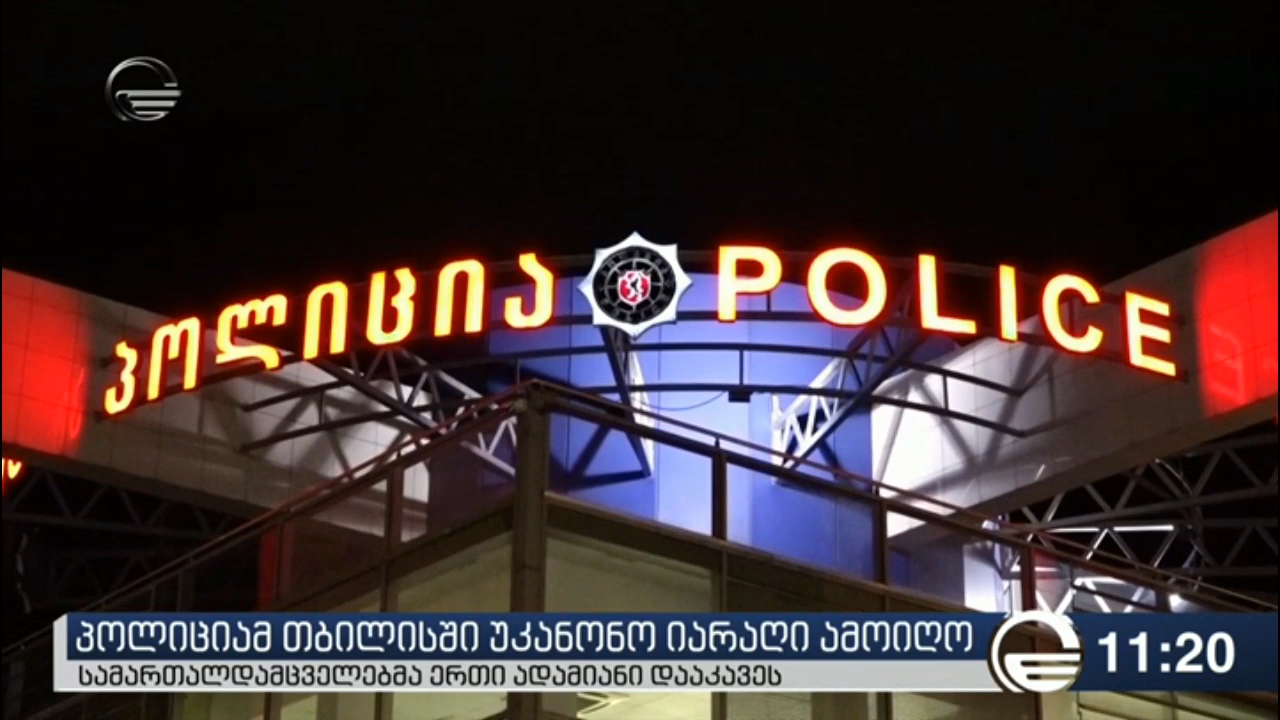 პოლიცია POLICE
პოლიციამ თბილისში უკანონო იარაღი ამოიღო
სამართალდამცველებმა ერთი ადამიანი დააკავეს
11:20